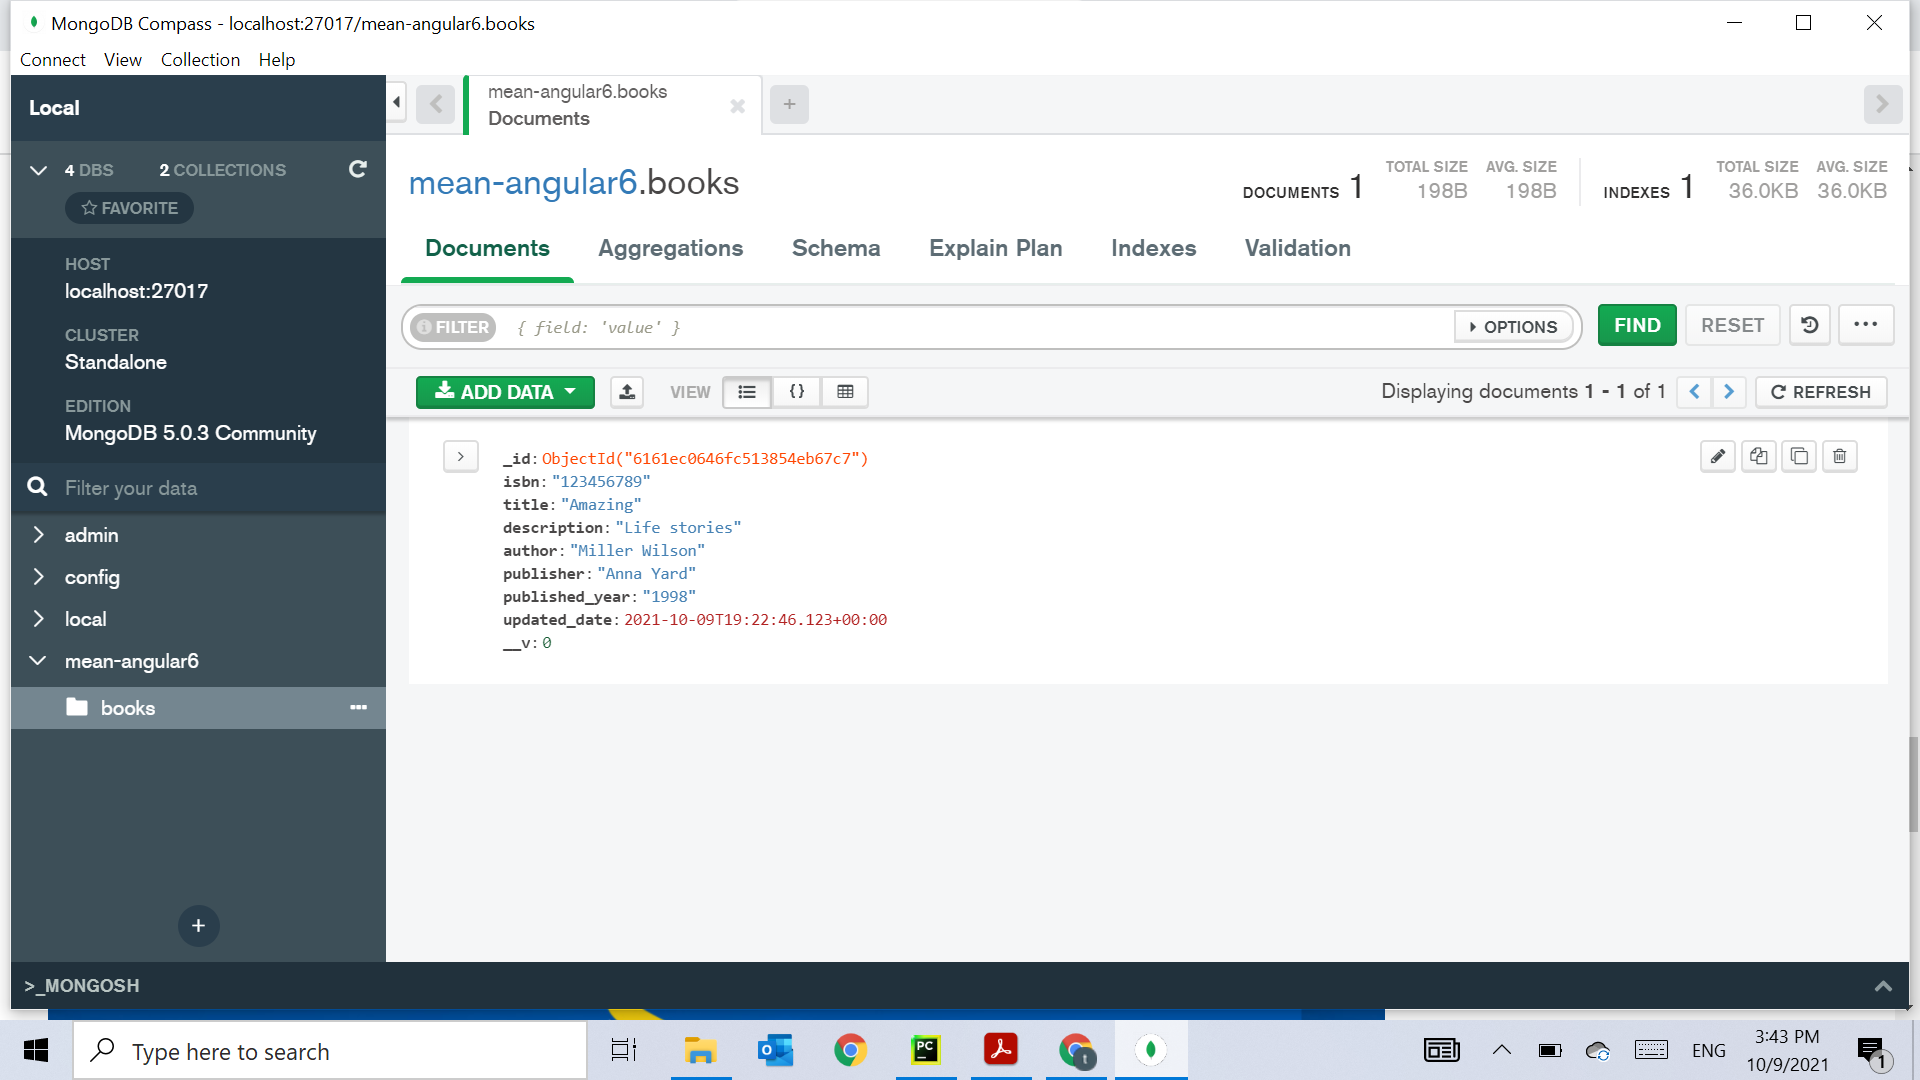 MongoDB Compass - localhost:27017/mean-angular6.books
Connect View Collection Help
Local
4 DBS 2 COLLECTIONS
FAVORITE
HOST
localhost:27017
CLUSTER
Standalone
EDITION
MongoDB 5.0.3 Community
Filter your data
admin
config
local
mean-angular6
books
>_MONGOSH
mean-angular6.books
Documents
mean-angular6.books
DOCUMENTS 1 TOTAL SIZE 198B AVG. SIZE 198B INDEXES 1 TOTAL SIZE 36.0KB AVG. SIZE 36.0KB
Documents Aggregations Schema Explain Plan Indexes Validation
FILTER { field: 'value' } OPTIONS FIND RESET
ADD DATA VIEW {} Displaying documents 1 - 1 of 1 REFRESH
_id: ObjectId("6161ec0646fc513854eb67c7")
isbn: "123456789"
title: "Amazing"
description: "Life stories"
author: "Miller Wilson"
publisher: "Anna Yard"
published_year: "1998"
updated_date: 2021-10-09T19:22:46.123+00:00
__v: 0
Type here to search
PC
t
ENG
3:43 PM
10/9/2021
1